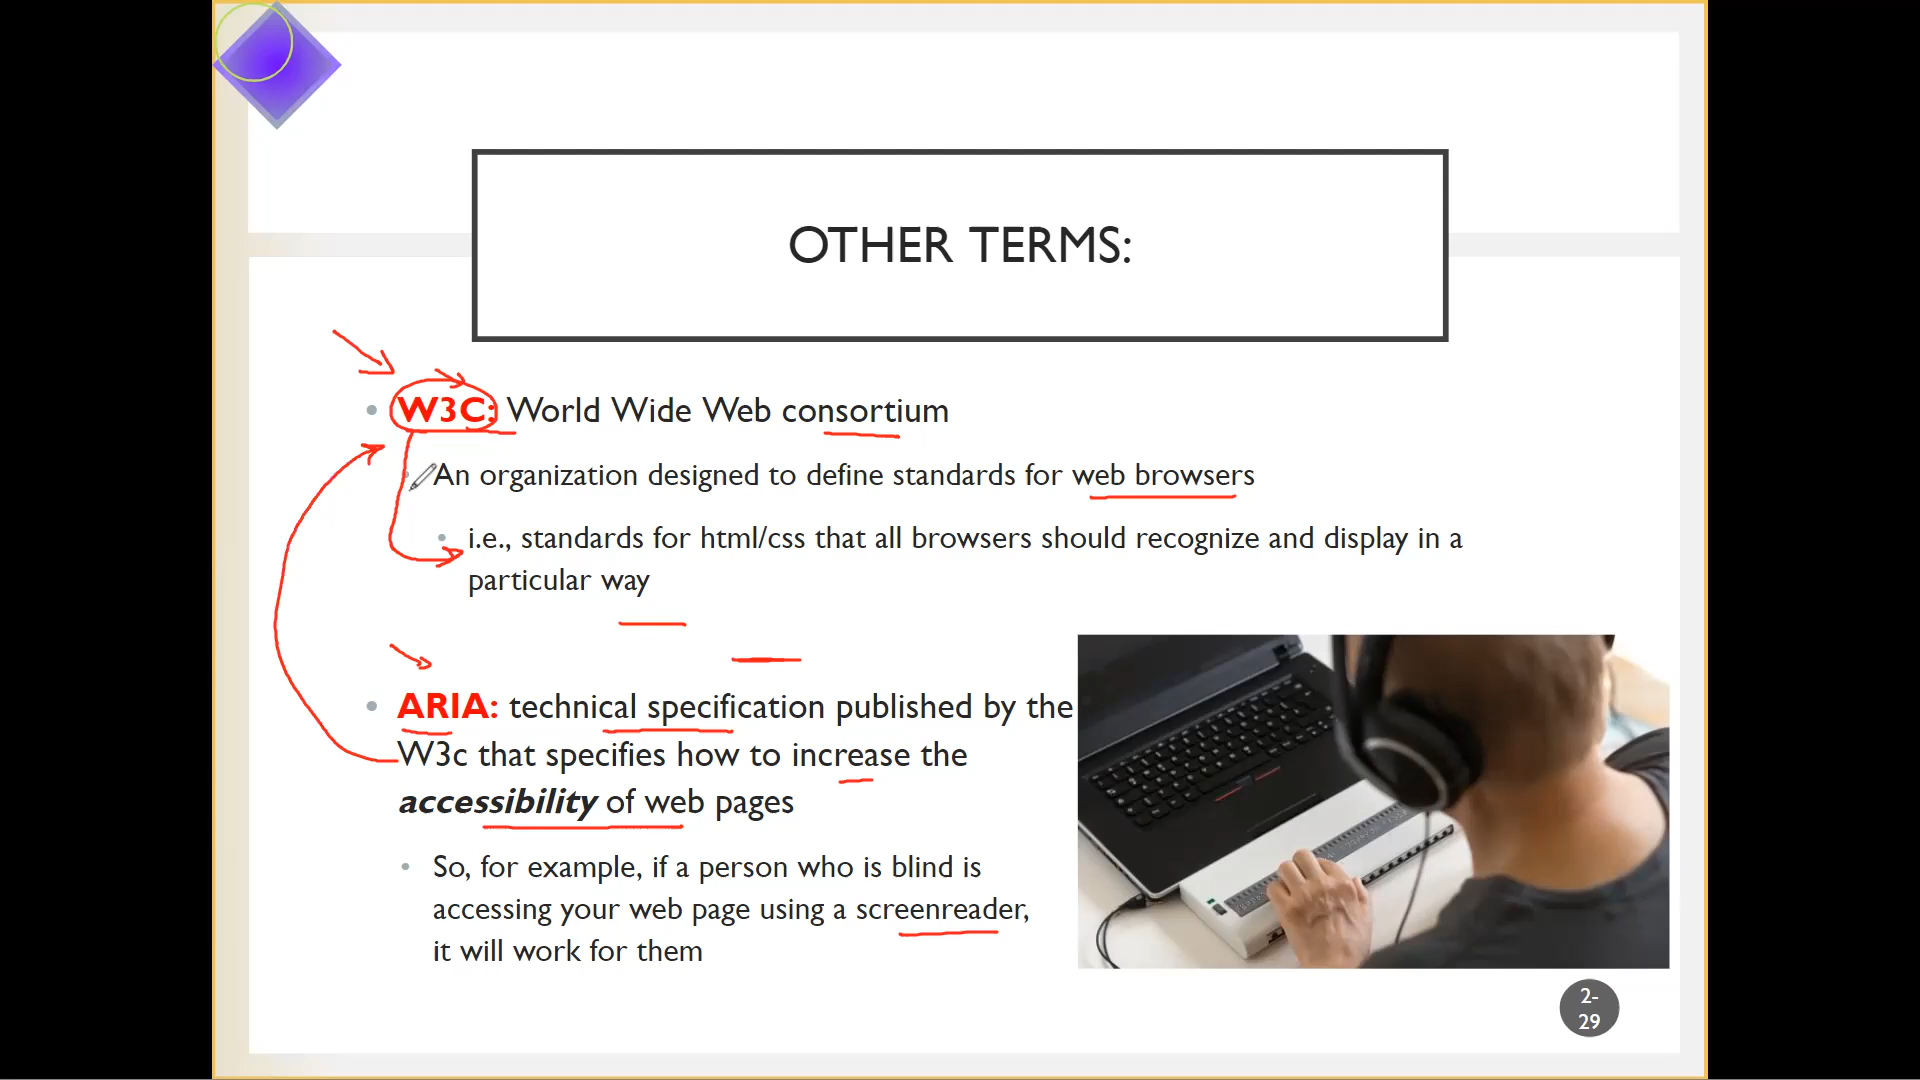 OTHER TERMS:
W3C: World Wide Web consortium
An organization designed to define standards for web browsers
i.e., standards for html/css that all browsers should recognize and display in a
particular way
ARIA: technical specification published by the
W3c that specifies how to increase the
accessibility of web pages
So, for example, if a person who is blind is
accessing your web page using a screenreader,
it will work for them
2-
29